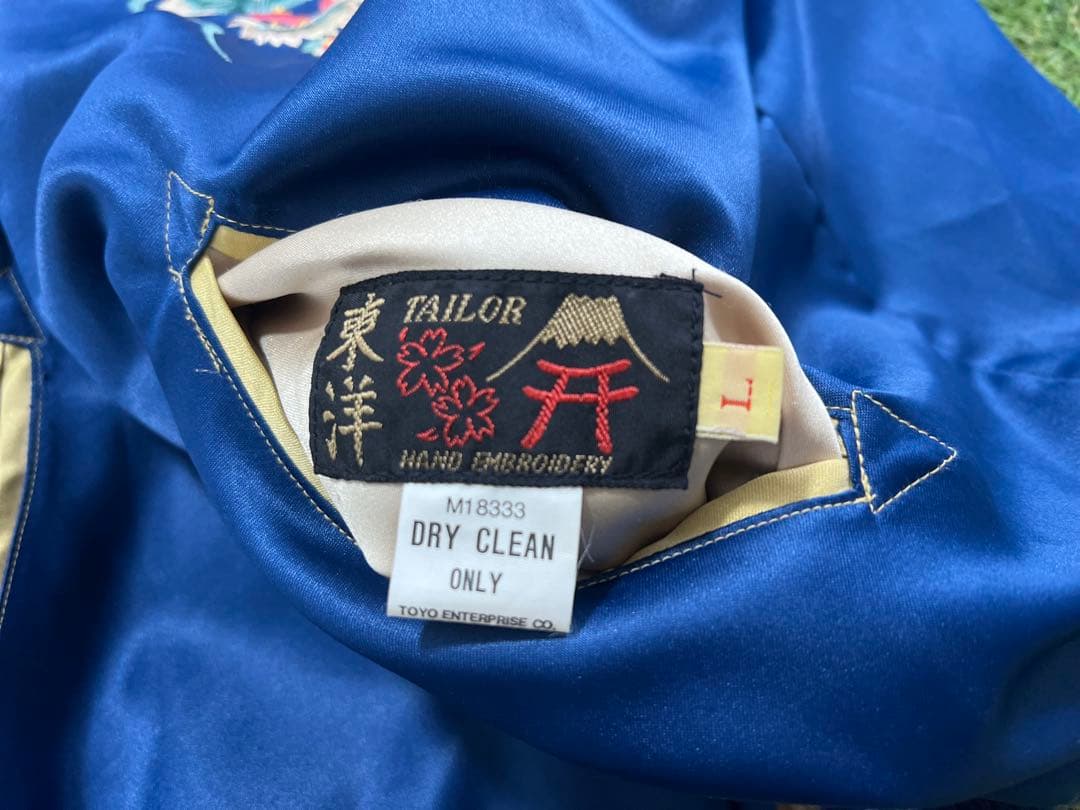 東洋
TAILOR
HAND EMBROIDERY
L
M18333
DRY CLEAN
ONLY
TOYO ENTERPRISE CO.